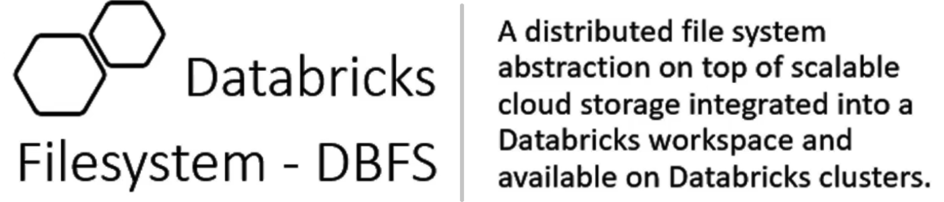 Databricks
Filesystem - DBFS
A distributed file system
abstraction on top of scalable
cloud storage integrated into a
Databricks workspace and
available on Databricks clusters.